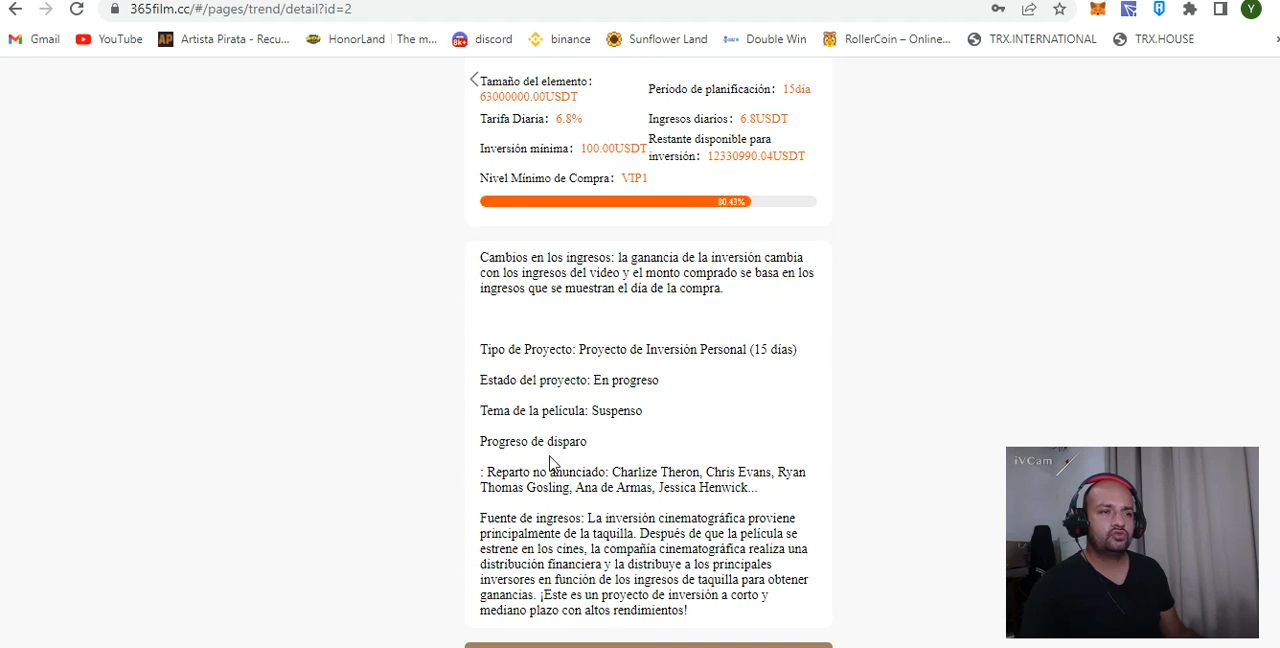 365film.cc/#/pages/trend/detail?id=2
Y
Gmail
YouTube
AP
Artista Pirata - Recu...
HonorLand | The m...
8k+
discord
binance
Sunflower Land
Double Win
RollerCoin – Online...
TRX.INTERNATIONAL
TRX.HOUSE
Tamaño del elemento:
63000000.00USDT
Período de planificación: 15día
Tarifa Diaria: 6.8%
Ingresos diarios: 6.8USDT
Inversión mínima: 100.00USDT
Restante disponible para
inversión: 12330990.04USDT
Nivel Mínimo de Compra: VIP1
80.43%
Cambios en los ingresos: la ganancia de la inversión cambia
con los ingresos del video y el monto comprado se basa en los
ingresos que se muestran el día de la compra.
Tipo de Proyecto: Proyecto de Inversión Personal (15 días)
Estado del proyecto: En progreso
Tema de la película: Suspenso
Progreso de disparo
: Reparto no anunciado: Charlize Theron, Chris Evans, Ryan
Thomas Gosling, Ana de Armas, Jessica Henwick...
Fuente de ingresos: La inversión cinematográfica proviene
principalmente de la taquilla. Después de que la película se
estrene en los cines, la compañía cinematográfica realiza una
distribución financiera y la distribuye a los principales
inversores en función de los ingresos de taquilla para obtener
ganancias. ¡Este es un proyecto de inversión a corto y
mediano plazo con altos rendimientos!
iVCam